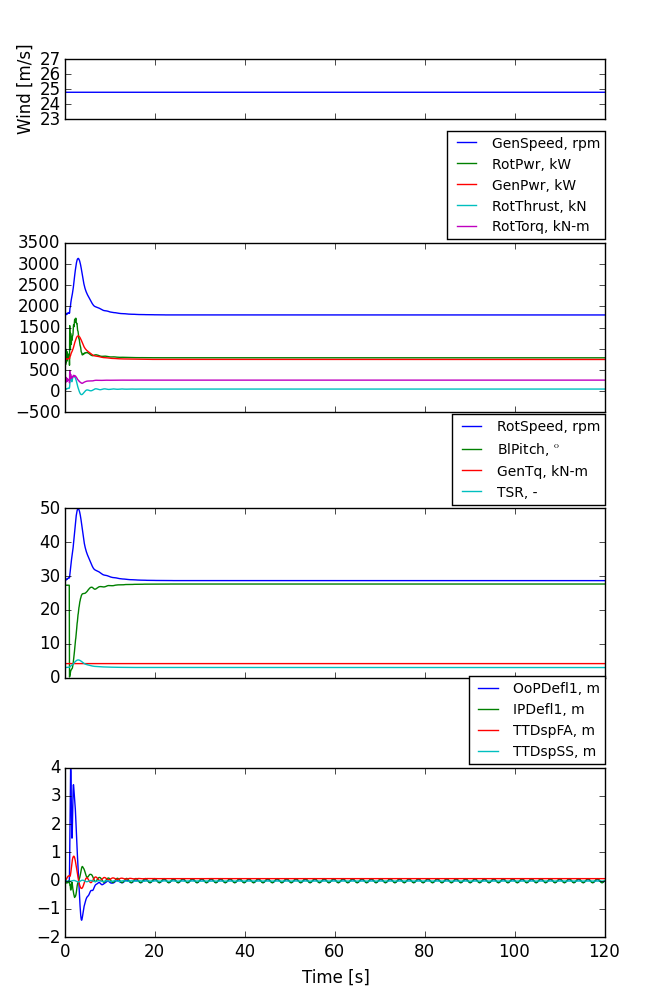 Wind [m/s]
27
26
25
24
23
GenSpeed, rpm
RotPwr, kW
GenPwr, kW
RotThrust, kN
RotTorq, kN-m
3500
3000
2500
2000
1500
1000
500
0
−500
RotSpeed, rpm
BlPitch, °
GenTq, kN-m
TSR, -
50
40
30
20
10
0
OoPDefl1, m
IPDefl1, m
TTDspFA, m
TTDspSS, m
4
3
2
1
0
−1
−2
0 20 40 60 80 100 120
Time [s]